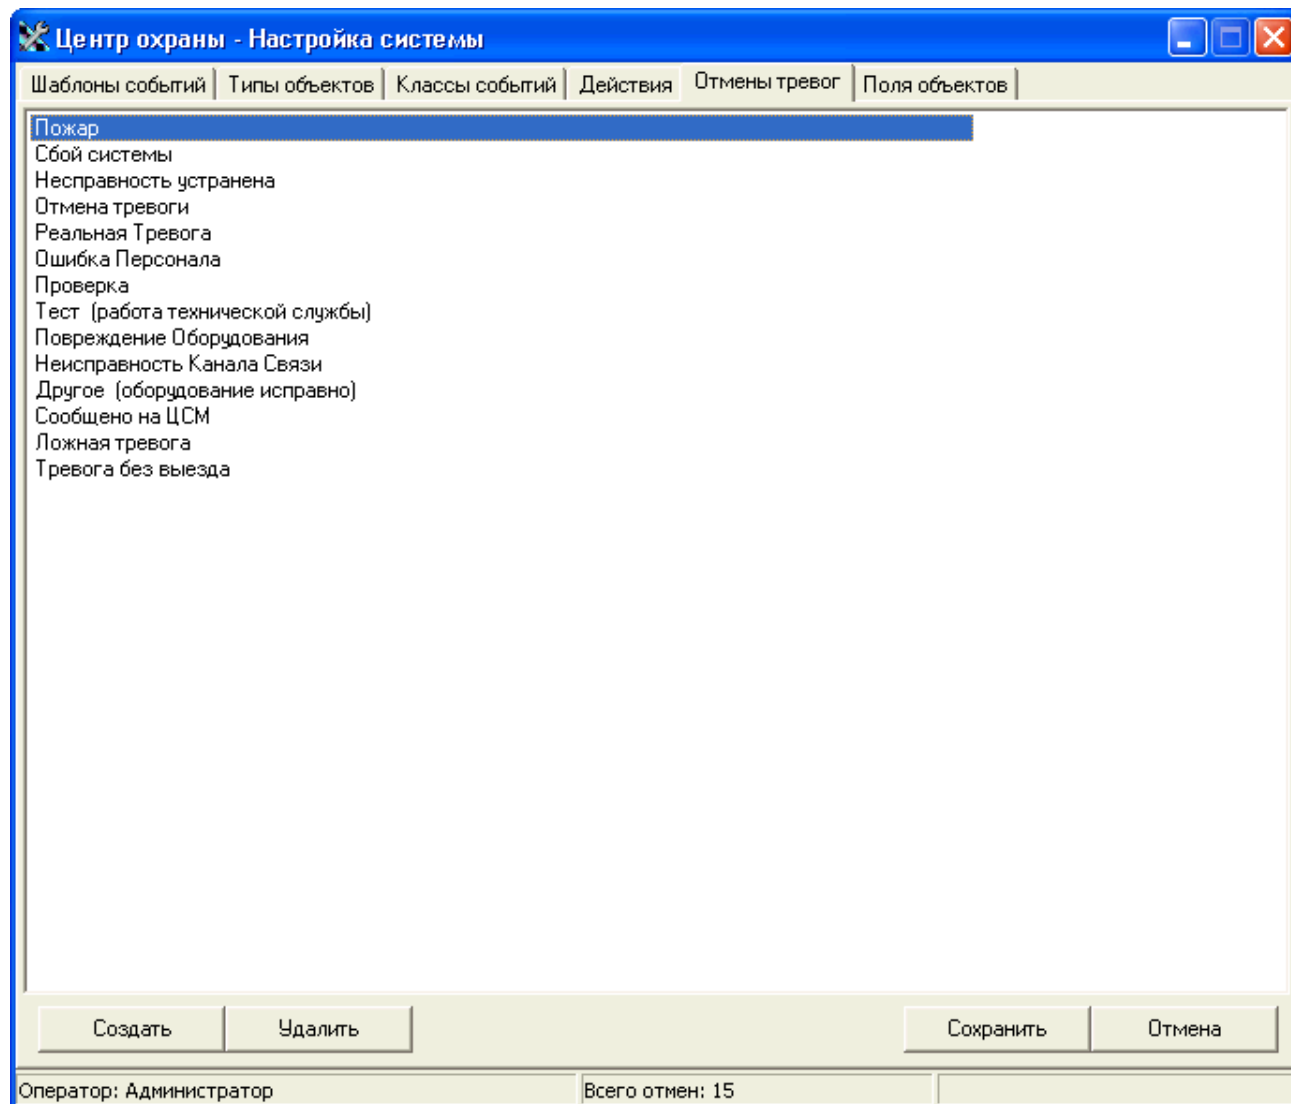 Центр охраны - Настройка системы
Шаблоны событий Типы объектов Классы событий Действия Отмены тревог Поля объектов
Пожар
Сбой системы
Несправность устранена
Отмена тревоги
Реальная Тревога
Ошибка Персонала
Проверка
Тест (работа технической службы)
Повреждение Оборудования
Неисправность Канала Связи
Другое (оборудование исправно)
Сообщено на ЦСМ
Ложная тревога
Тревога без выезда
Создать Удалить Сохранить Отмена
Оператор: Администратор Всего отмен: 15